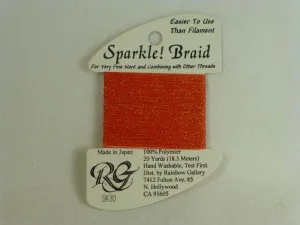 Easier To Use
Than Filament
Sparkle! Braid
For Very Fine Work and Combining with Other Threads
Made in Japan
RG
SK20
100% Polyester
20 Yards (18.3 Meters)
Hand Washable, Test First
Dist. by Rainbow Gallery
7412 Fulton Ave. #5
N. Hollywood
CA 91605